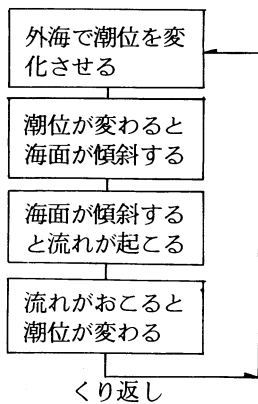 外海で潮位を変
化させる
潮位が変わると
海面が傾斜する
海面が傾斜する
と流れが起こる
流れがおこると
潮位が変わる
くり返し